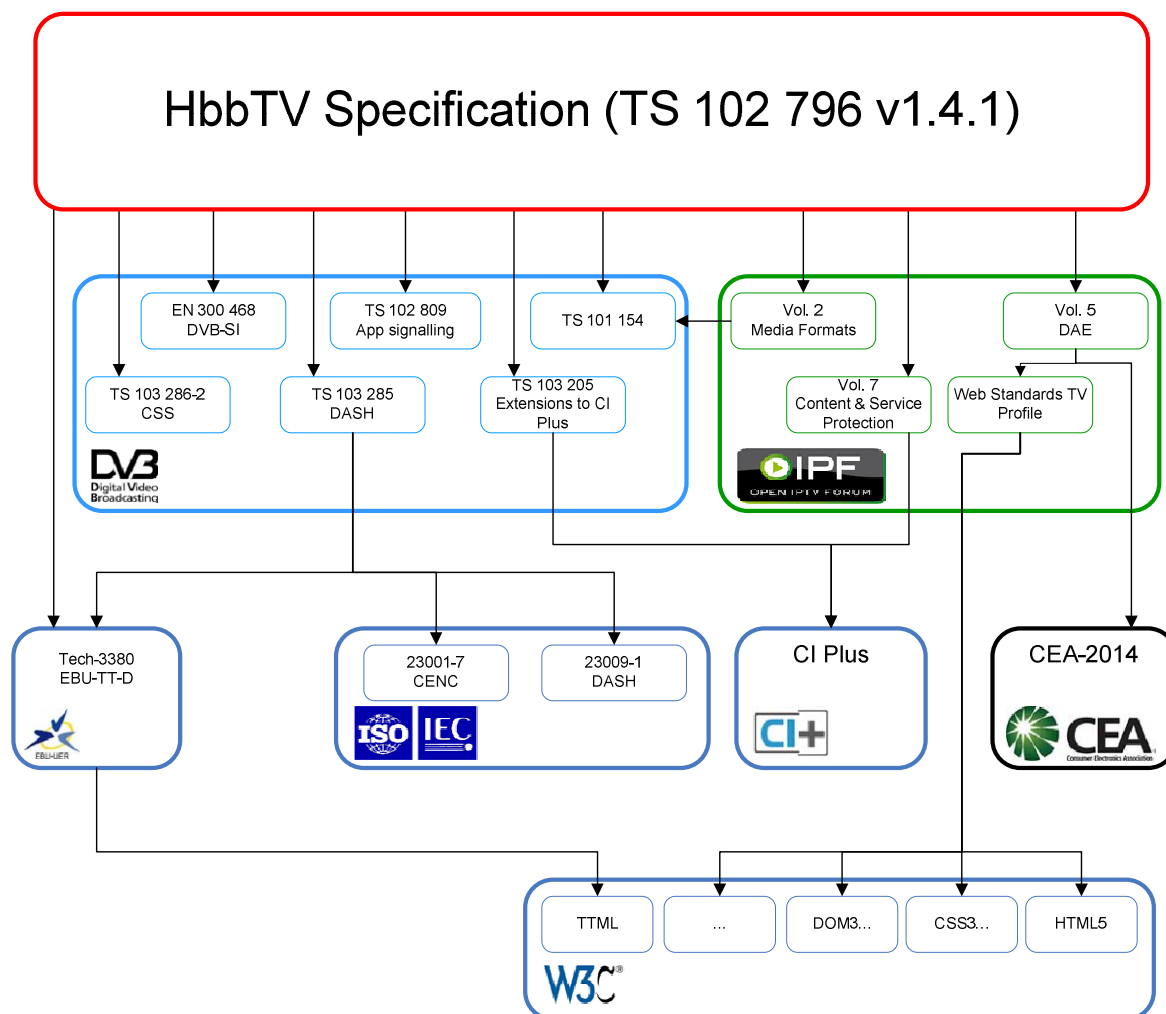 HbbTV Specification (TS 102 796 v1.4.1)
EN 300 468
DVB-SI
TS 102 809
App signalling
TS 101 154
Vol. 2
Media Formats
Vol. 5
DAE
TS 103 286-2
CSS
TS 103 285
DASH
TS 103 205
Extensions to CI
Plus
Vol. 7
Content & Service
Protection
Web Standards TV
Profile
DVB
Digital Video
Broadcasting
OIPF
OPEN IPTV FORUM
Tech-3380
EBU-TT-D
EBU-UER
23001-7
CENC
23009-1
DASH
ISO
IEC
CI Plus
CI+
CEA-2014
CEA
Consumer Electronics Association
TTML
...
DOM3...
CSS3...
HTML5
W3C®